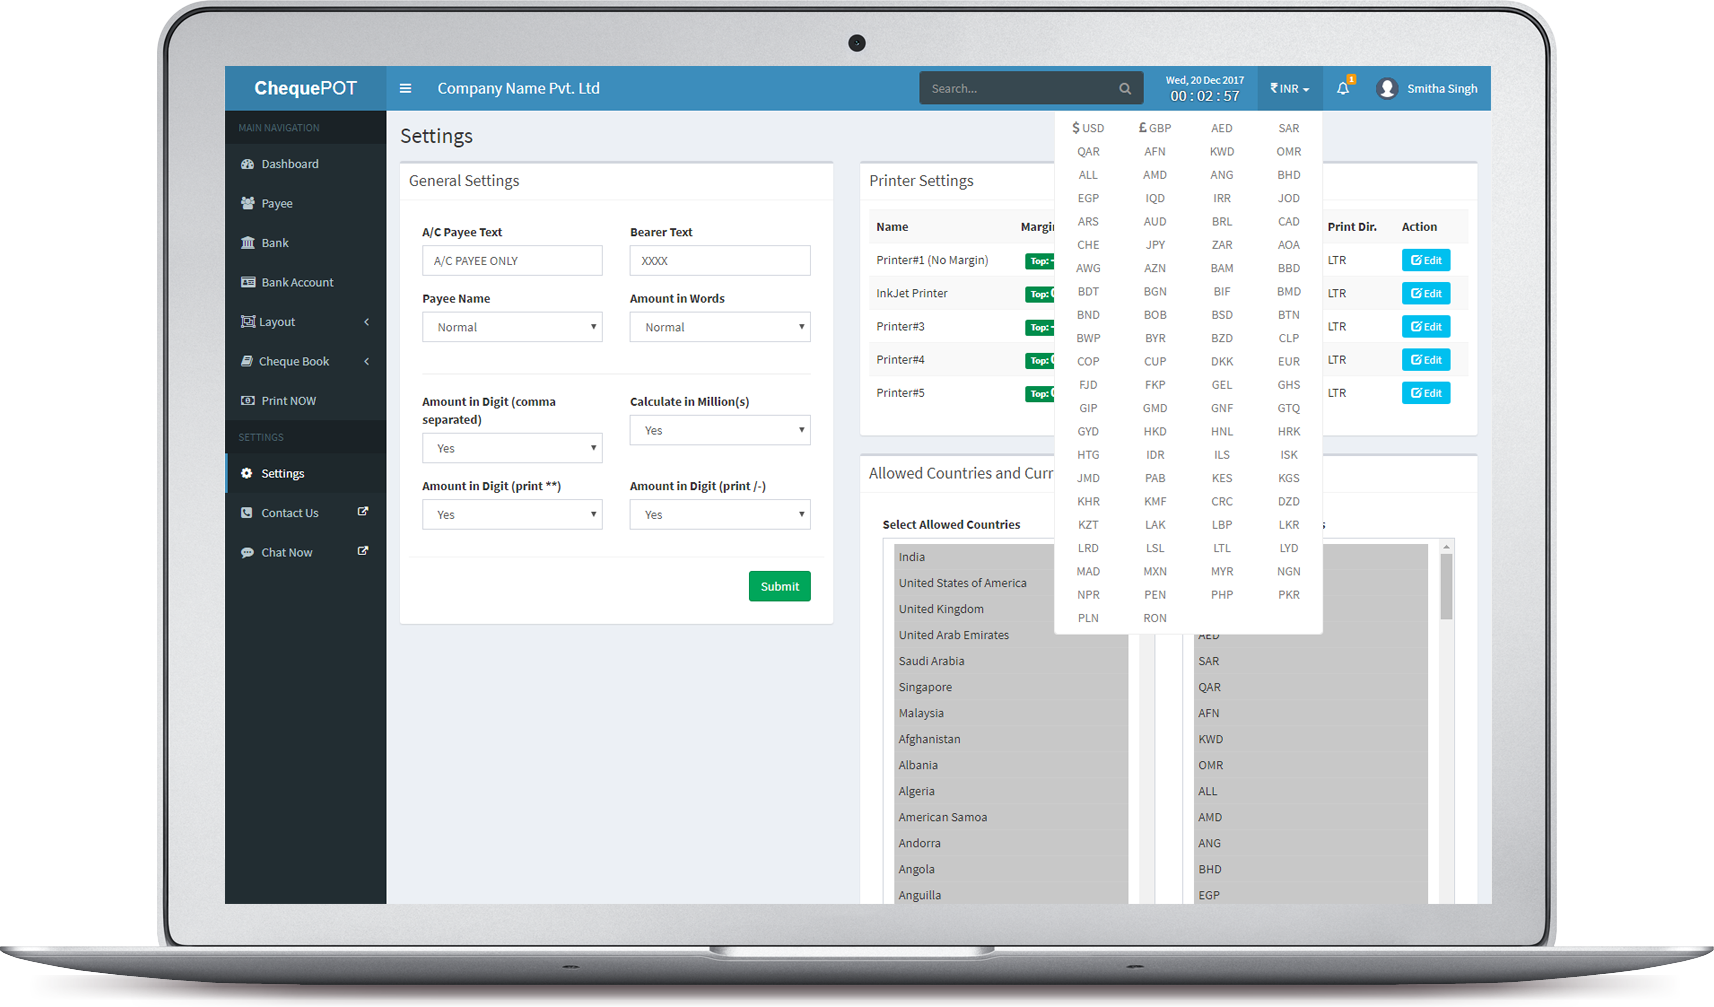 ChequePOT
Company Name Pvt. Ltd
Search...
Wed, 20 Dec 2017
00 : 02 : 57
₹ INR
1
Smitha Singh
MAIN NAVIGATION
Dashboard
Payee
Bank
Bank Account
Layout
Cheque Book
Print NOW
SETTINGS
Settings
Contact Us
Chat Now
Settings
General Settings
A/C Payee Text
Bearer Text
A/C PAYEE ONLY
XXXX
Payee Name
Amount in Words
Normal
Normal
Amount in Digit (comma
separated)
Calculate in Million(s)
Yes
Yes
Amount in Digit (print **)
Amount in Digit (print /-)
Yes
Yes
Submit
$ USD £ GBP AED SAR
QAR AFN KWD OMR
ALL AMD ANG BHD
EGP IQD IRR JOD
ARS AUD BRL CAD
CHE JPY ZAR AOA
AWG AZN BAM BBD
BDT BGN BIF BMD
BND BOB BSD BTN
BWP BYR BZD CLP
COP CUP DKK EUR
FJD FKP GEL GHS
GIP GMD GNF GTQ
GYD HKD HNL HRK
HTG IDR ILS ISK
JMD PAB KES KGS
KHR KMF CRC DZD
KZT LAK LBP LKR
LRD LSL LTL LYD
MAD MXN MYR NGN
NPR PEN PHP PKR
PLN RON
Printer Settings
Name Margin Print Dir. Action
Printer#1 (No Margin) Top: - LTR Edit
InkJet Printer Top: 0 LTR Edit
Printer#3 Top: - LTR Edit
Printer#4 Top: 0 LTR Edit
Printer#5 Top: 0 LTR Edit
Allowed Countries and Curr
Select Allowed Countries
India
United States of America
United Kingdom
United Arab Emirates
Saudi Arabia
Singapore
Malaysia
Afghanistan
Albania
Algeria
American Samoa
Andorra
Angola
Anguilla
AED
SAR
QAR
AFN
KWD
OMR
ALL
AMD
ANG
BHD
EGP